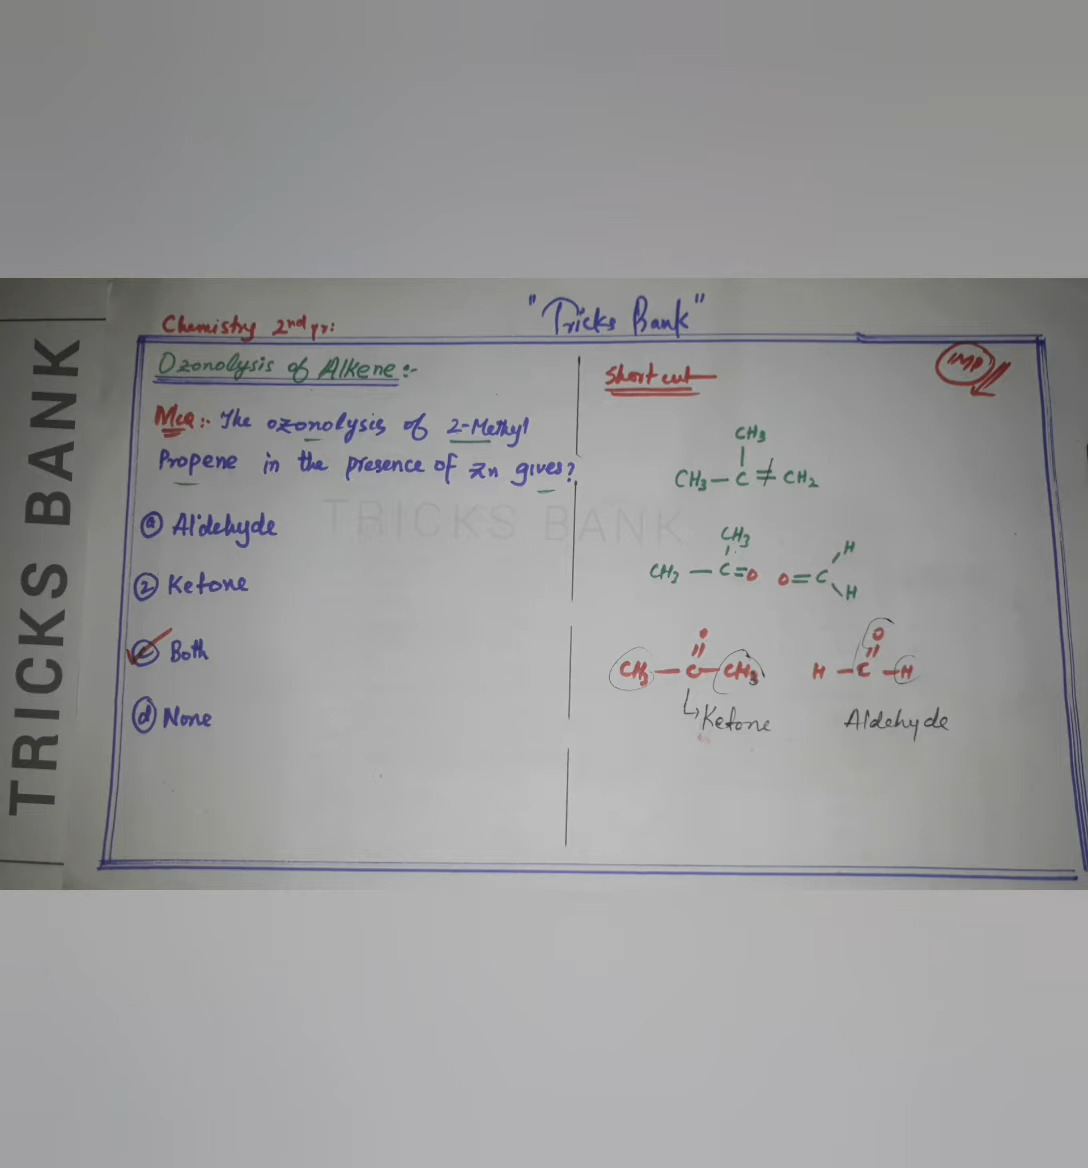 TRICKS BANK
"Tricks Bank"
Chemistry 2nd yr:
Ozonolysis of Alkene :-
Mcq:- The ozonolysis of 2-Methyl
Propene in the presence of Zn gives?
TRICKS BANK
a Aldehyde
2 Ketone
c Both
d None
Short cut
IMP
CH3
CH3 — C = CH2
CH3
CH3 — C=O O=C
H
H
O
CH3 — C — CH3
Ketone
O
H — C — H
Aldehyde